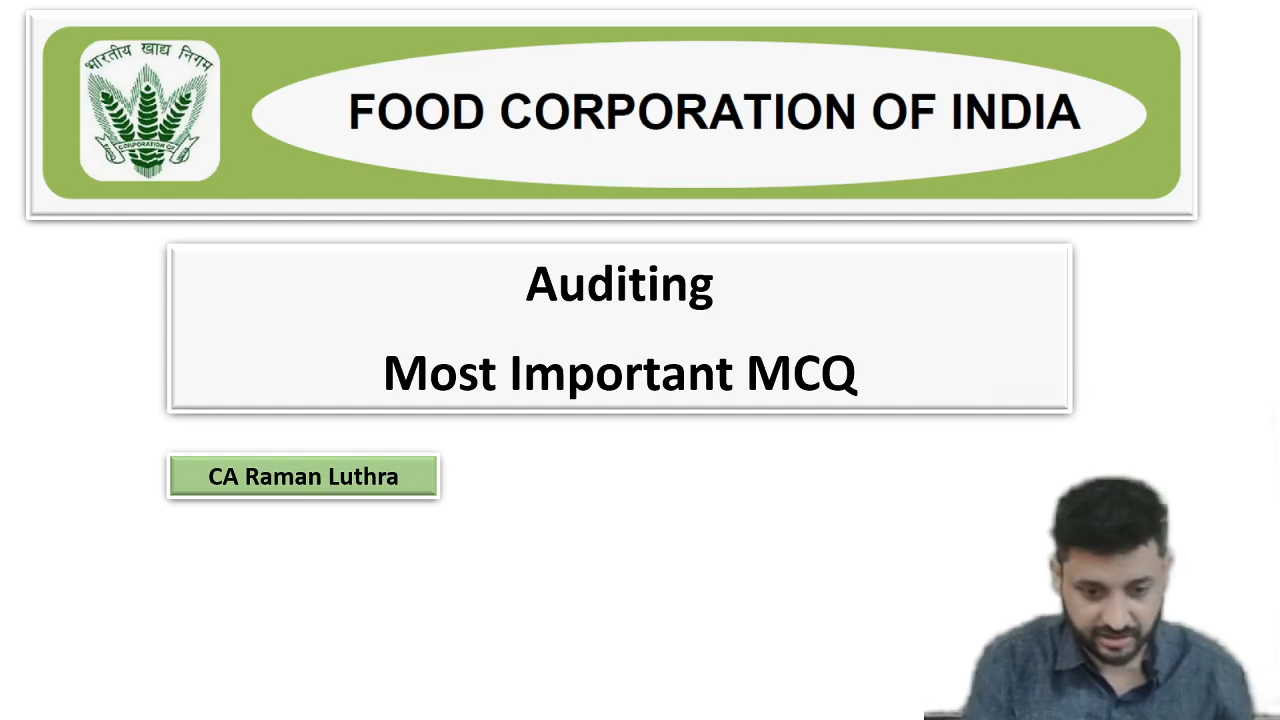 भारतीय खाद्य निगम
CORPORATION OF
FOOD CORPORATION OF INDIA
Auditing
Most Important MCQ
CA Raman Luthra